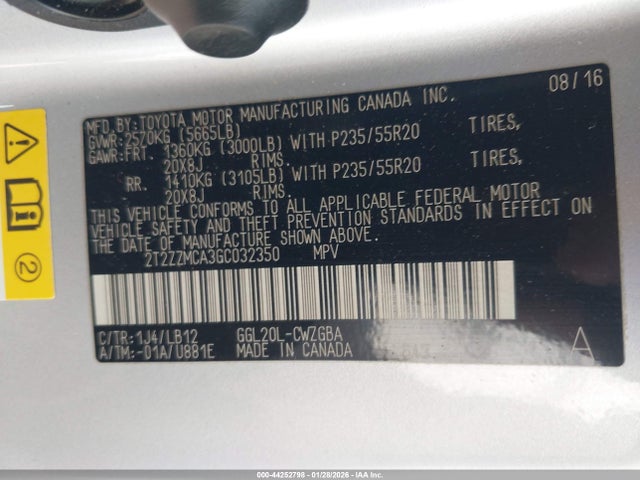 08/16
MFD. BY: TOYOTA MOTOR MANUFACTURING CANADA INC.
GVWR: 2570KG (5665LB)
GAWR: FRT. 1360KG (3000LB) WITH P235/55R20 TIRES,
20X8J RIMS.
RR. 1410KG (3105LB) WITH P235/55R20 TIRES,
20X8J RIMS.
THIS VEHICLE CONFORMS TO ALL APPLICABLE FEDERAL MOTOR
VEHICLE SAFETY AND THEFT PREVENTION STANDARDS IN EFFECT ON
THE DATE OF MANUFACTURE SHOWN ABOVE.
2T2ZZMCA3GC032350 MPV
C/TR: 1J4/LB12 GGL20L-CWZGBA
A/TM:-01A/U881E MADE IN CANADA
A
2
000-44252798 - 01/28/2026 - IAA Inc.